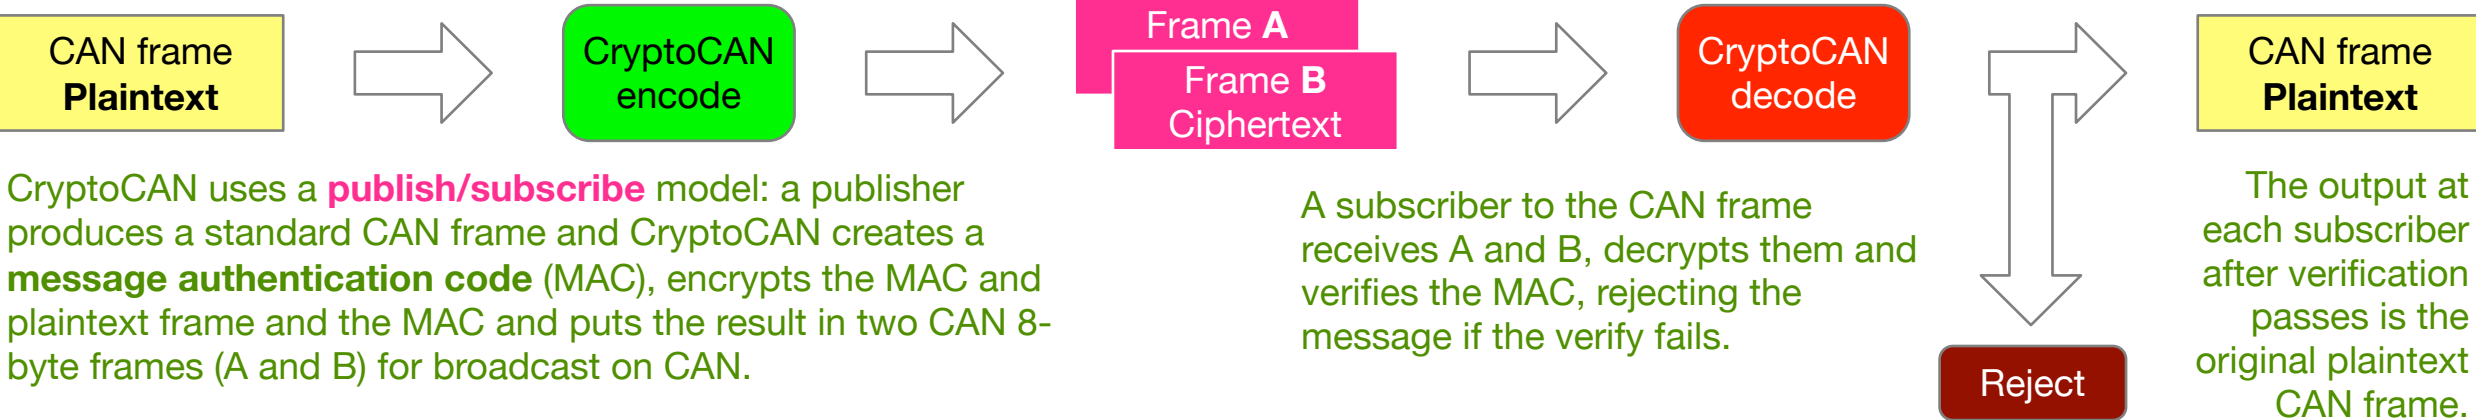 CAN frame
Plaintext
CryptoCAN
encode
Frame A
Frame B
Ciphertext
CryptoCAN
decode
CAN frame
Plaintext
CryptoCAN uses a publish/subscribe model: a publisher
produces a standard CAN frame and CryptoCAN creates a
message authentication code (MAC), encrypts the MAC and
plaintext frame and the MAC and puts the result in two CAN 8-
byte frames (A and B) for broadcast on CAN.
A subscriber to the CAN frame
receives A and B, decrypts them and
verifies the MAC, rejecting the
message if the verify fails.
Reject
The output at
each subscriber
after verification
passes is the
original plaintext
CAN frame.